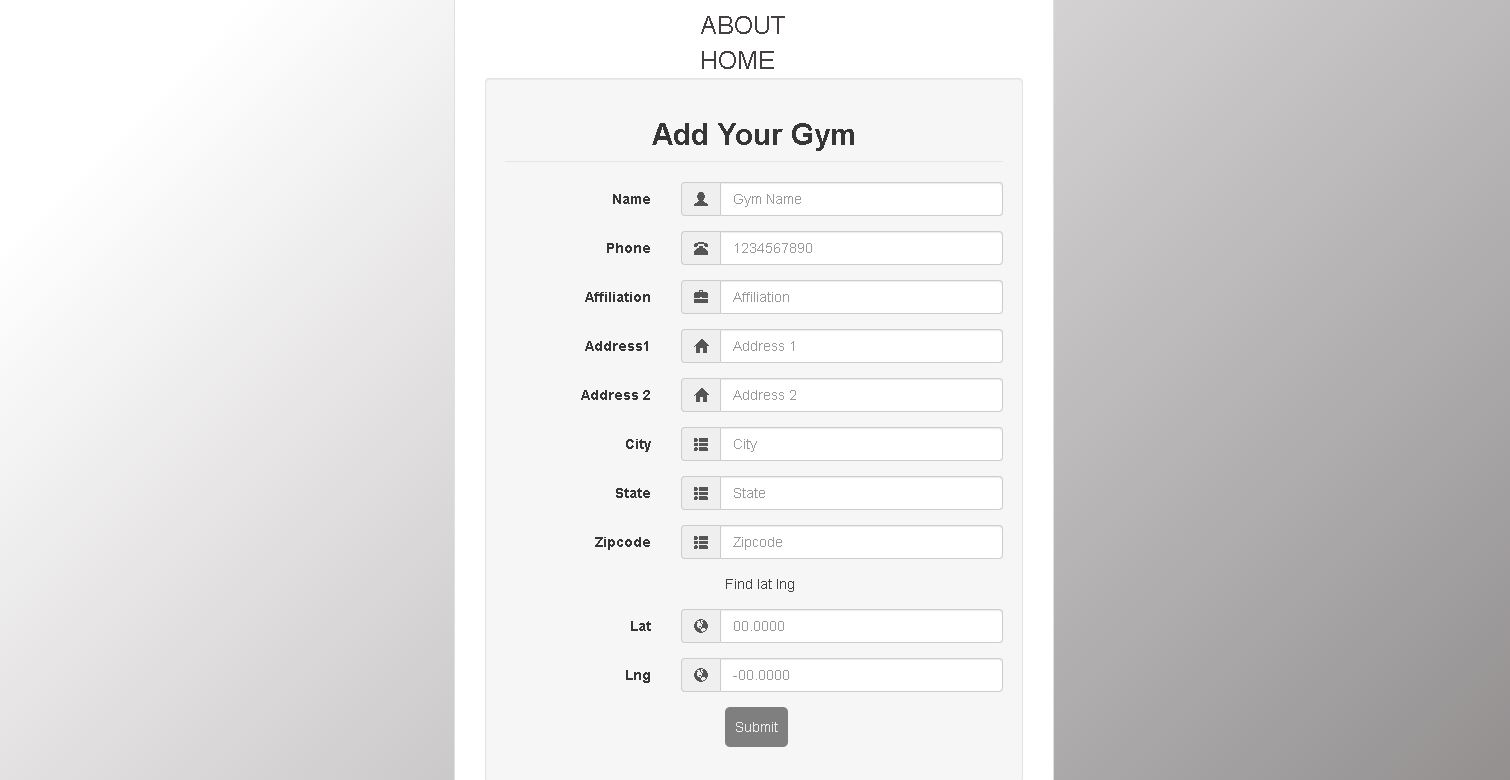 ABOUT
HOME
Add Your Gym
Name Gym Name
Phone 1234567890
Affiliation Affiliation
Address1 Address 1
Address 2 Address 2
City City
State State
Zipcode Zipcode
Find lat lng
Lat 00.0000
Lng -00.0000
Submit